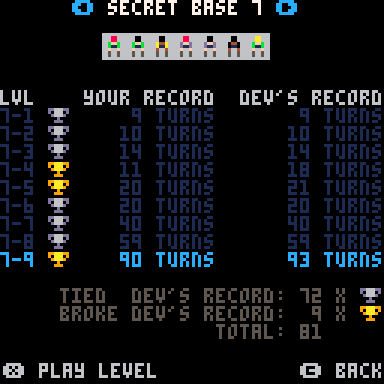 SECRET BASE 7
LVL YOUR RECORD DEV'S RECORD
7-1 9 TURNS 9 TURNS
7-2 10 TURNS 10 TURNS
7-3 14 TURNS 14 TURNS
7-4 11 TURNS 18 TURNS
7-5 20 TURNS 21 TURNS
7-6 20 TURNS 20 TURNS
7-7 40 TURNS 40 TURNS
7-8 59 TURNS 59 TURNS
7-9 90 TURNS 93 TURNS
TIED DEV'S RECORD: 72 X
BROKE DEV'S RECORD: 9 X
TOTAL: 81
X PLAY LEVEL C BACK